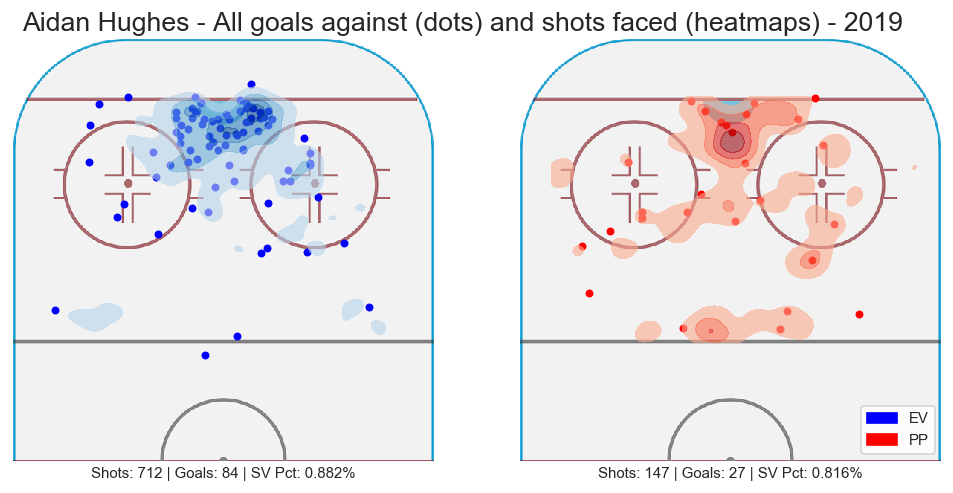 Aidan Hughes - All goals against (dots) and shots faced (heatmaps) - 2019
EV
PP
Shots: 712 | Goals: 84 | SV Pct: 0.882%
Shots: 147 | Goals: 27 | SV Pct: 0.816%